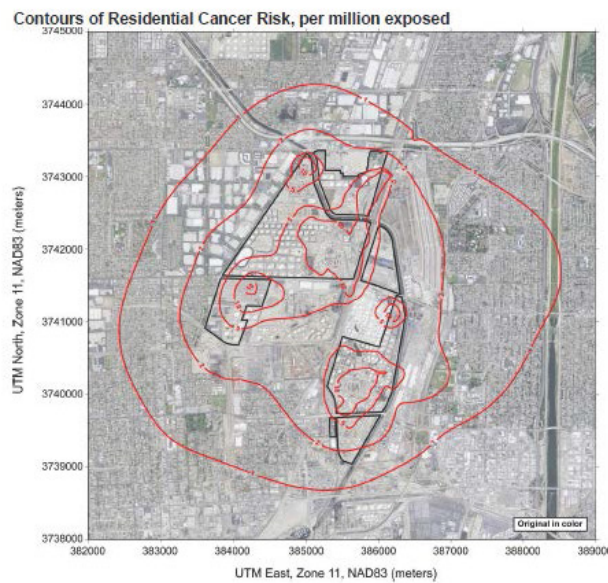 Contours of Residential Cancer Risk, per million exposed
3745000
3744000
3743000
3742000
3741000
3740000
3739000
3738000
UTM North, Zone 11, NAD83 (meters)
Original in color
382000 383000 384000 385000 386000 387000 388000 389000
UTM East, Zone 11, NAD83 (meters)